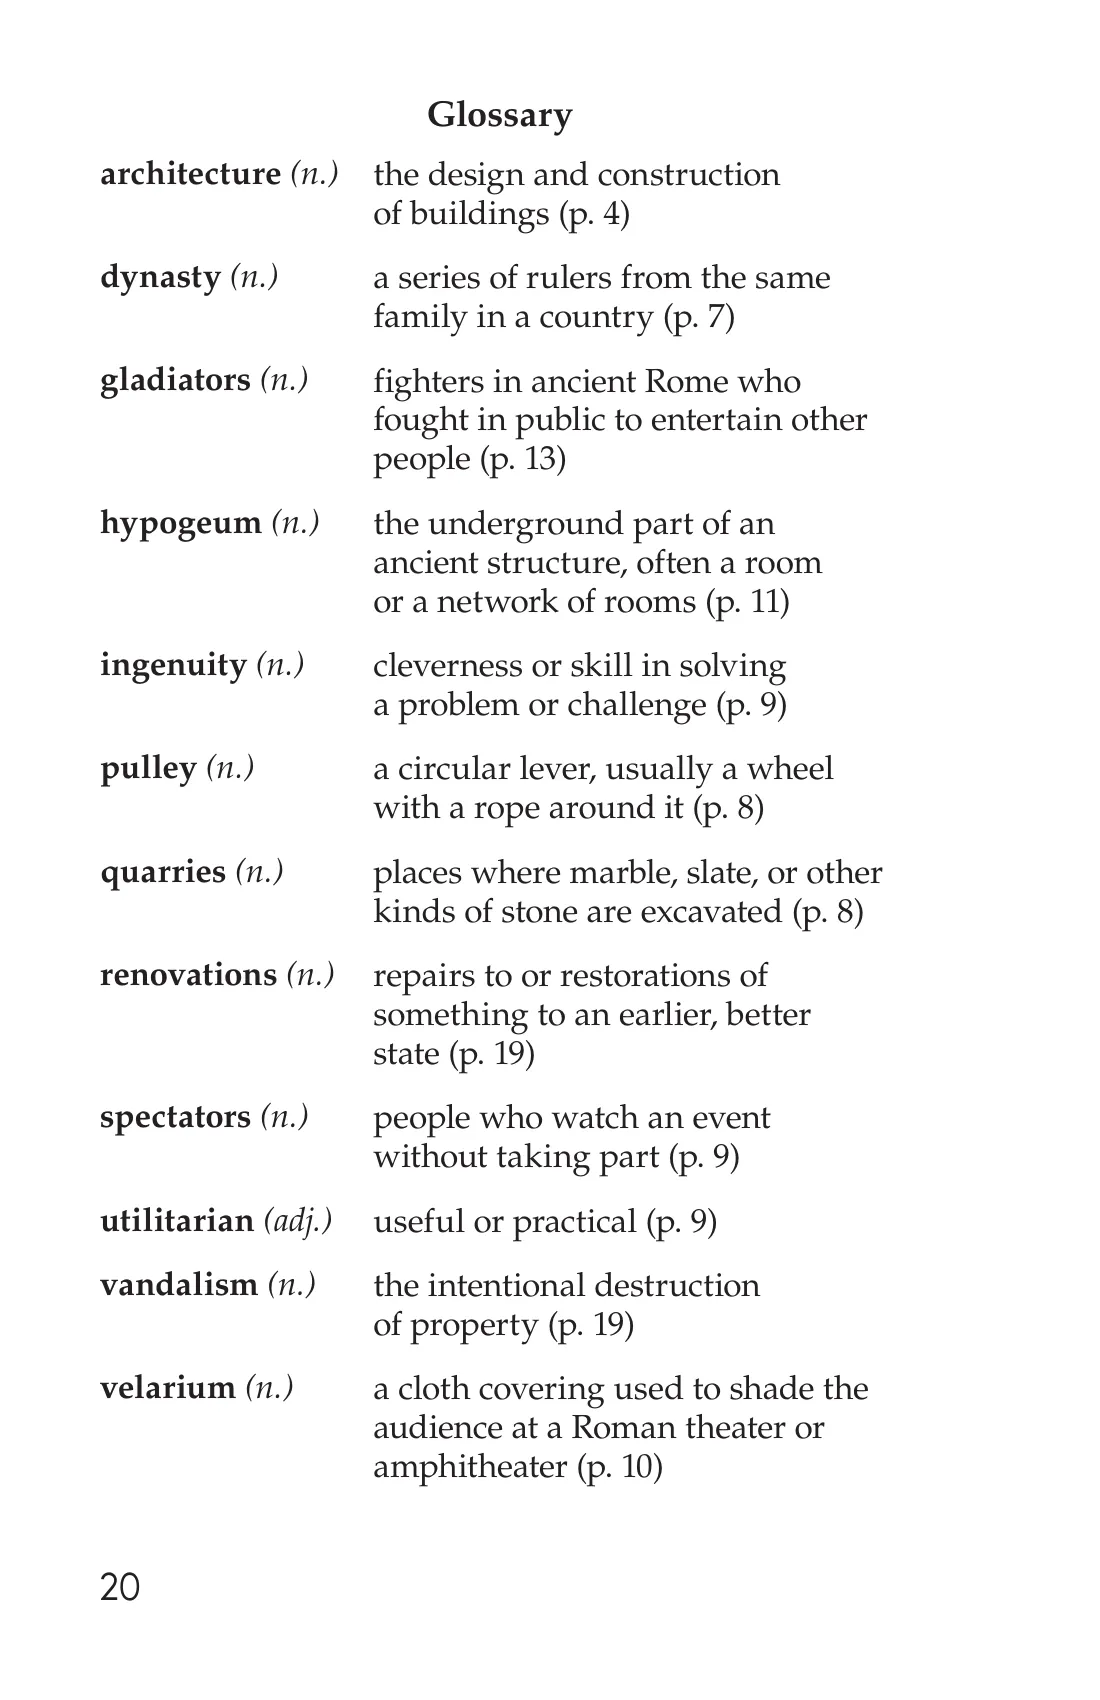 Glossary
architecture (n.) the design and construction
of buildings (p. 4)
dynasty (n.) a series of rulers from the same
family in a country (p. 7)
gladiators (n.) fighters in ancient Rome who
fought in public to entertain other
people (p. 13)
hypogeum (n.) the underground part of an
ancient structure, often a room
or a network of rooms (p. 11)
ingenuity (n.) cleverness or skill in solving
a problem or challenge (p. 9)
pulley (n.) a circular lever, usually a wheel
with a rope around it (p. 8)
quarries (n.) places where marble, slate, or other
kinds of stone are excavated (p. 8)
renovations (n.) repairs to or restorations of
something to an earlier, better
state (p. 19)
spectators (n.) people who watch an event
without taking part (p. 9)
utilitarian (adj.) useful or practical (p. 9)
vandalism (n.) the intentional destruction
of property (p. 19)
velarium (n.) a cloth covering used to shade the
audience at a Roman theater or
amphitheater (p. 10)
20